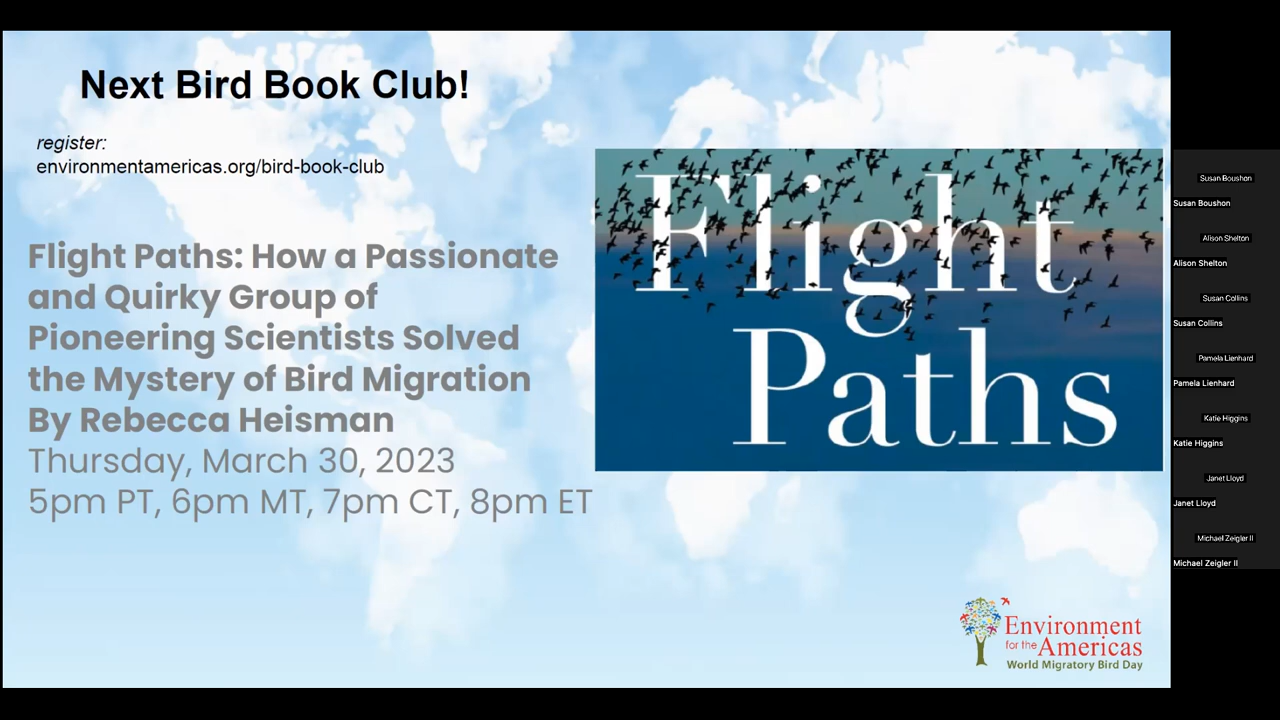 Next Bird Book Club!
register:
environmentamericas.org/bird-book-club
Flight Paths: How a Passionate
and Quirky Group of
Pioneering Scientists Solved
the Mystery of Bird Migration
By Rebecca Heisman
Thursday, March 30, 2023
5pm PT, 6pm MT, 7pm CT, 8pm ET
Flight
Paths
Environment
for the Americas
World Migratory Bird Day
Susan Boushon
Susan Boushon
Alison Shelton
Alison Shelton
Susan Collins
Susan Collins
Pamela Lienhard
Pamela Lienhard
Katie Higgins
Katie Higgins
Janet Lloyd
Janet Lloyd
Michael Zeigler II
Michael Zeigler II